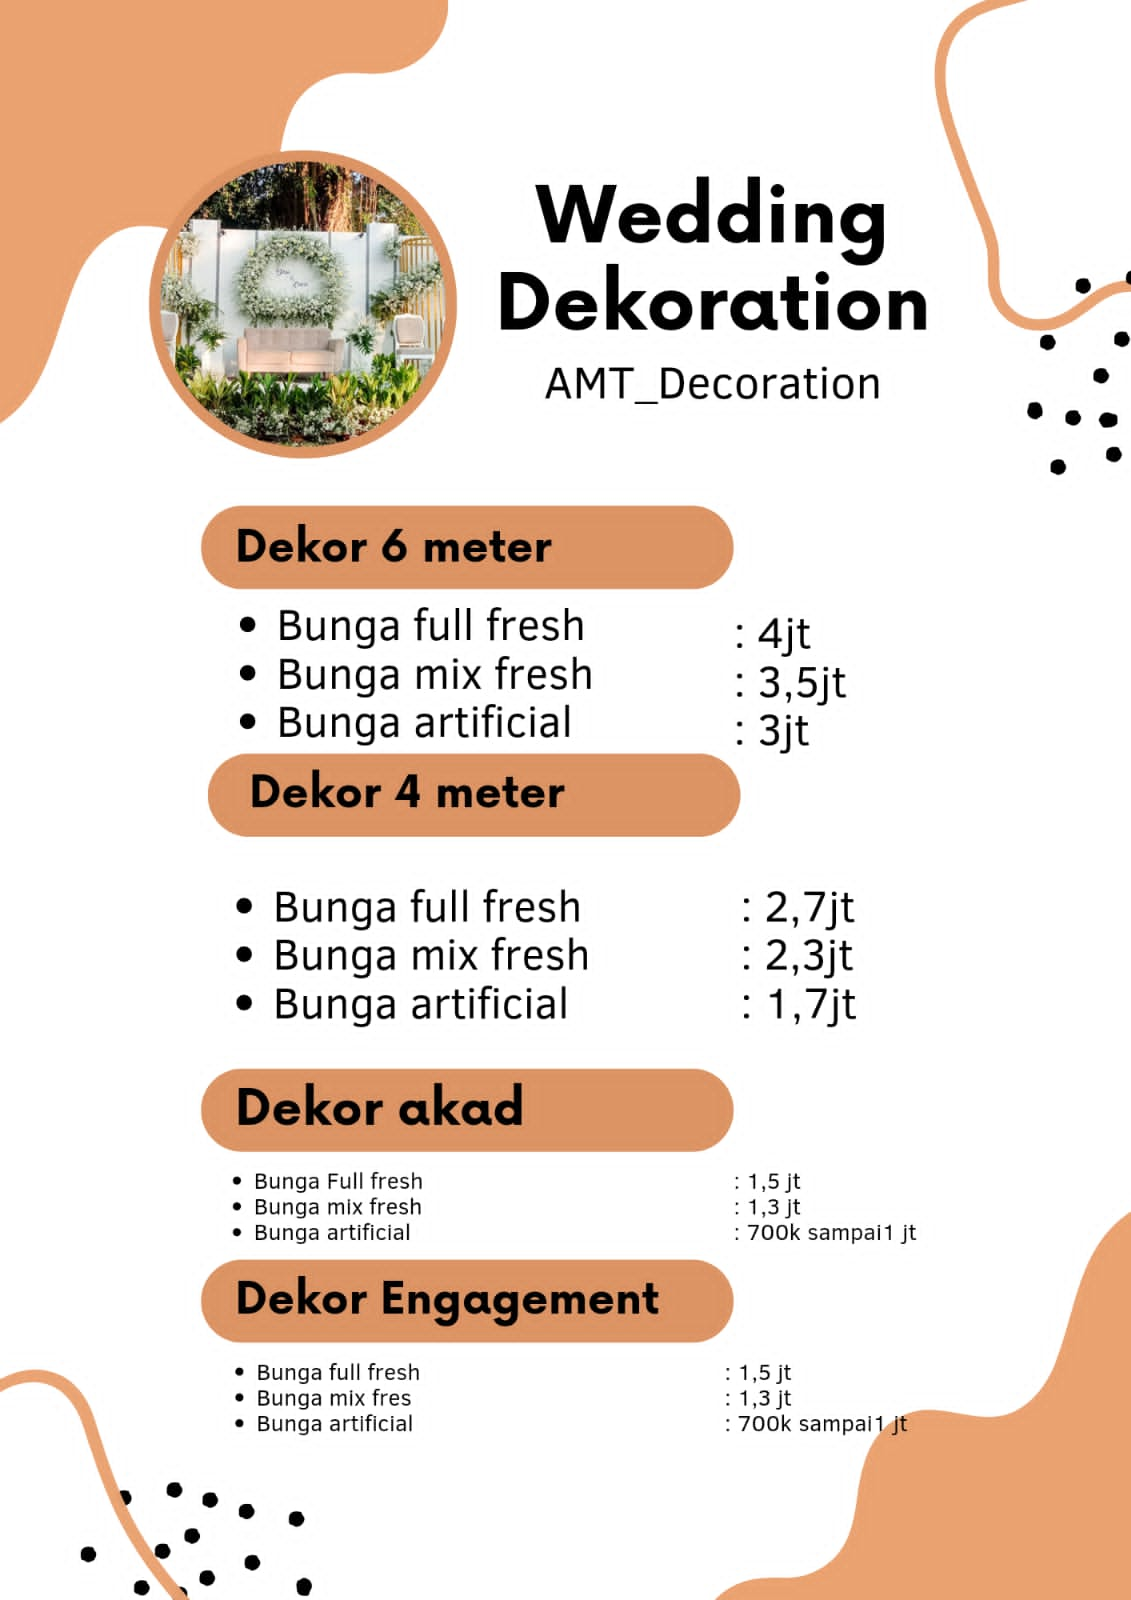 Wedding
Dekoration
AMT_Decoration
Dekor 6 meter
• Bunga full fresh : 4jt
• Bunga mix fresh : 3,5jt
• Bunga artificial : 3jt
Dekor 4 meter
• Bunga full fresh : 2,7jt
• Bunga mix fresh : 2,3jt
• Bunga artificial : 1,7jt
Dekor akad
• Bunga Full fresh : 1,5 jt
• Bunga mix fresh : 1,3 jt
• Bunga artificial : 700k sampai1 jt
Dekor Engagement
• Bunga full fresh : 1,5 jt
• Bunga mix fres : 1,3 jt
• Bunga artificial : 700k sampai1 jt